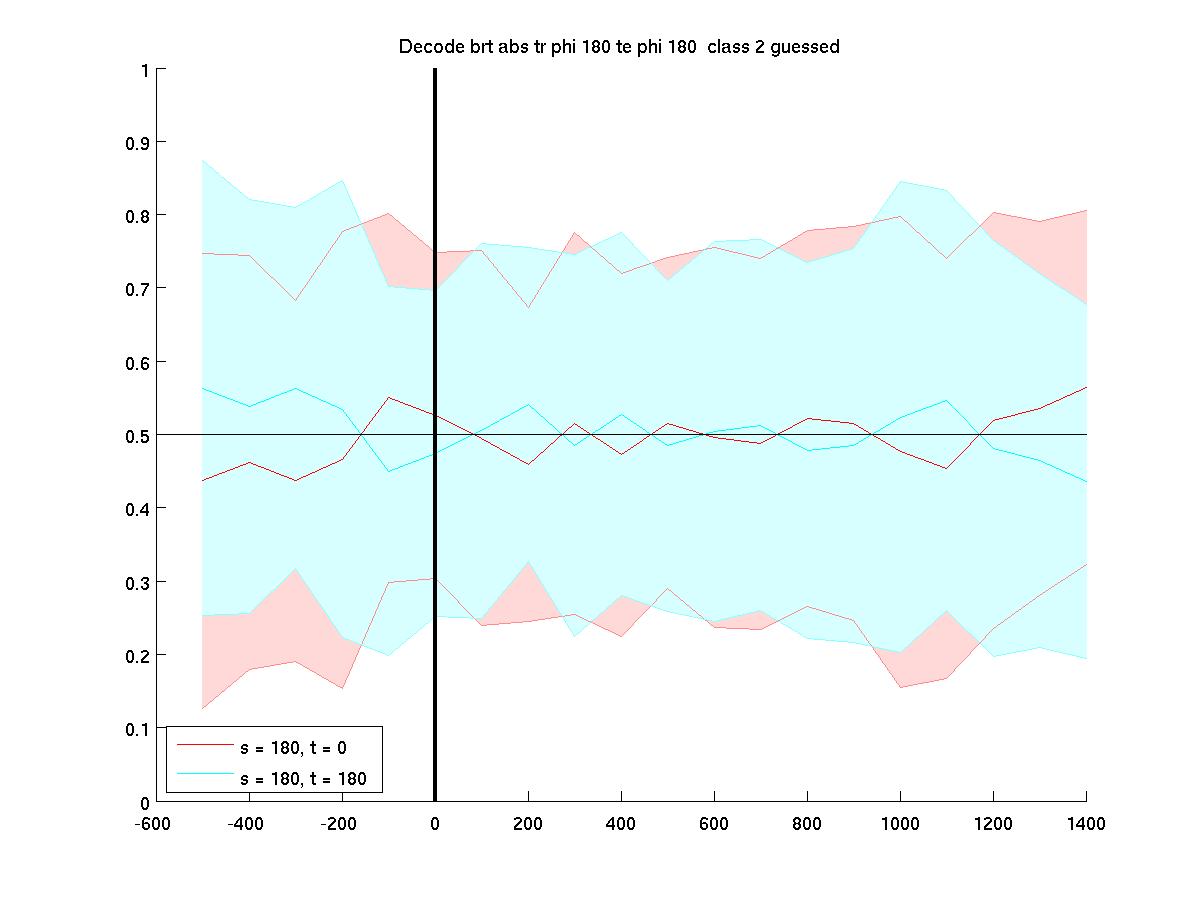 Decode brt abs tr phi 180 te phi 180  class 2 guessed
1
0.9
0.8
0.7
0.6
0.5
0.4
0.3
0.2
0.1
0
s = 180, t = 0
s = 180, t = 180
-600 -400 -200 0 200 400 600 800 1000 1200 1400